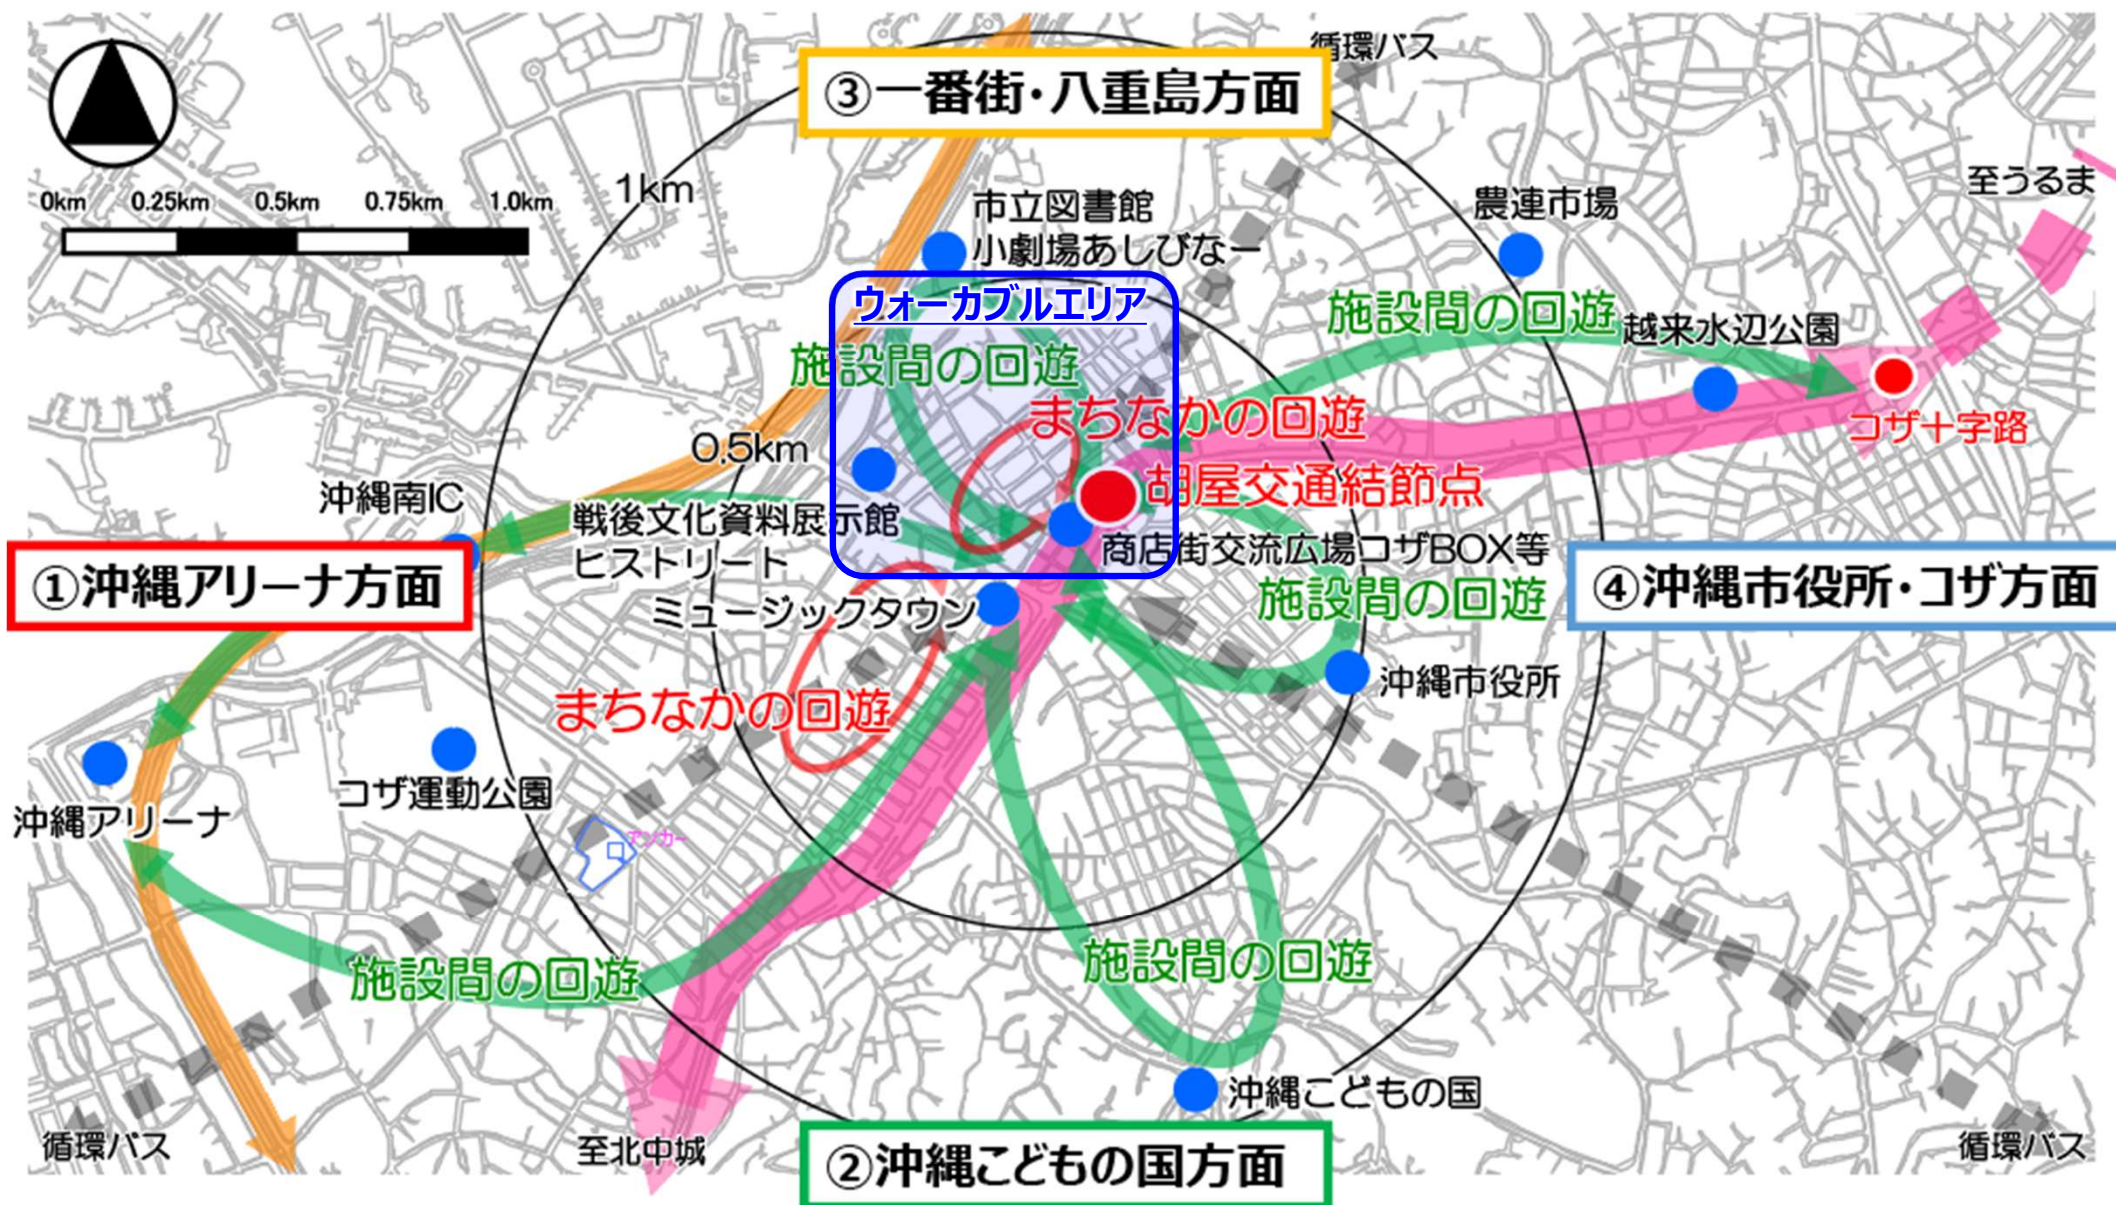 循環バス
③一番街・八重島方面
0km 0.25km 0.5km 0.75km 1.0km
1km
至うるま
市立図書館
小劇場あしびなー
農連市場
ウォーカブルエリア
施設間の回遊
越来水辺公園
施設間の回遊
まちなかの回遊
コザ十字路
0.5km
胡屋交通結節点
沖縄南IC
戦後文化資料展示館
ヒストリート
商店街交流広場コザBOX等
①沖縄アリーナ方面
④沖縄市役所・コザ方面
施設間の回遊
ミュージックタウン
沖縄市役所
まちなかの回遊
コザ運動公園
沖縄アリーナ
アンカー
施設間の回遊
施設間の回遊
沖縄こどもの国
循環バス
至北中城
循環バス
②沖縄こどもの国方面